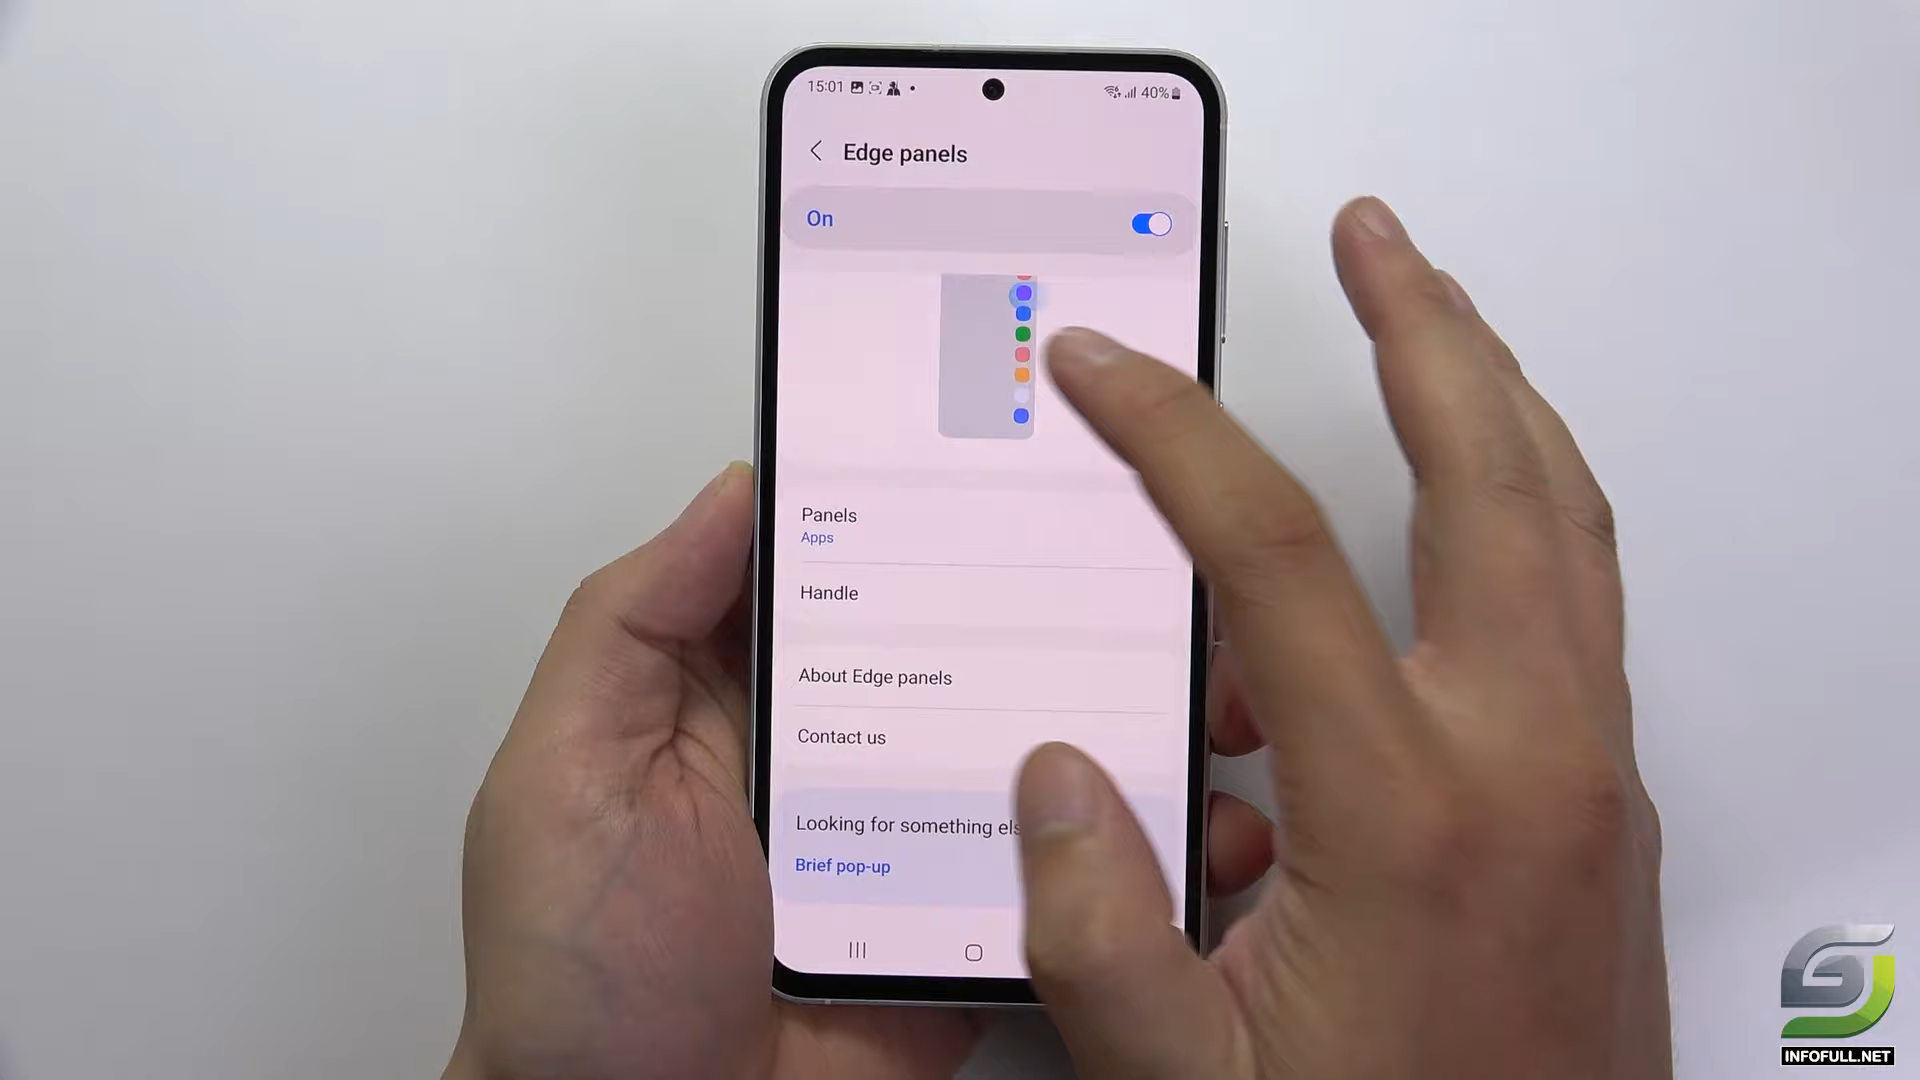 15:01
40%
Edge panels
On
Panels
Apps
Handle
About Edge panels
Contact us
Looking for something els
Brief pop-up
INFOFULL.NET